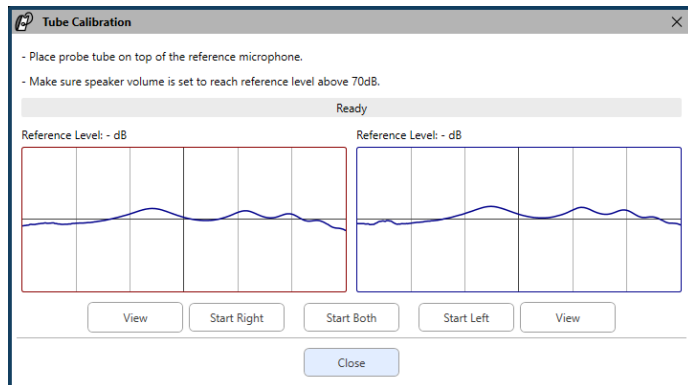 Tube Calibration
- Place probe tube on top of the reference microphone.
- Make sure speaker volume is set to reach reference level above 70dB.
Ready
Reference Level: - dB
Reference Level: - dB
View
Start Right
Start Both
Start Left
View
Close